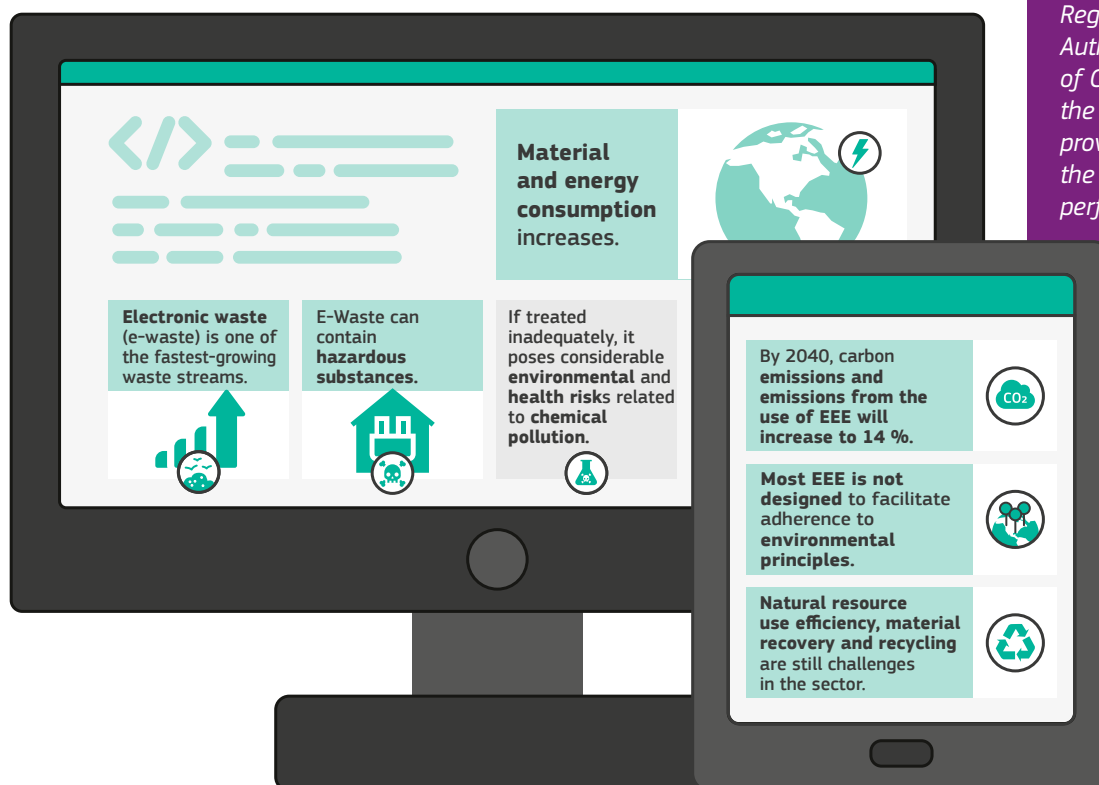 Material
and energy
consumption
increases.
Electronic waste
(e-waste) is one of
the fastest-growing
waste streams.
E-Waste can
contain
hazardous
substances.
If treated
inadequately, it
poses considerable
environmental and
health risks related
to chemical
pollution.
By 2040, carbon
emissions and
emissions from the
use of EEE will
increase to 14 %.
CO₂
Most EEE is not
designed to facilitate
adherence to
environmental
principles.
Natural resource
use efficiency, material
recovery and recycling
are still challenges
in the sector.
of
the
the